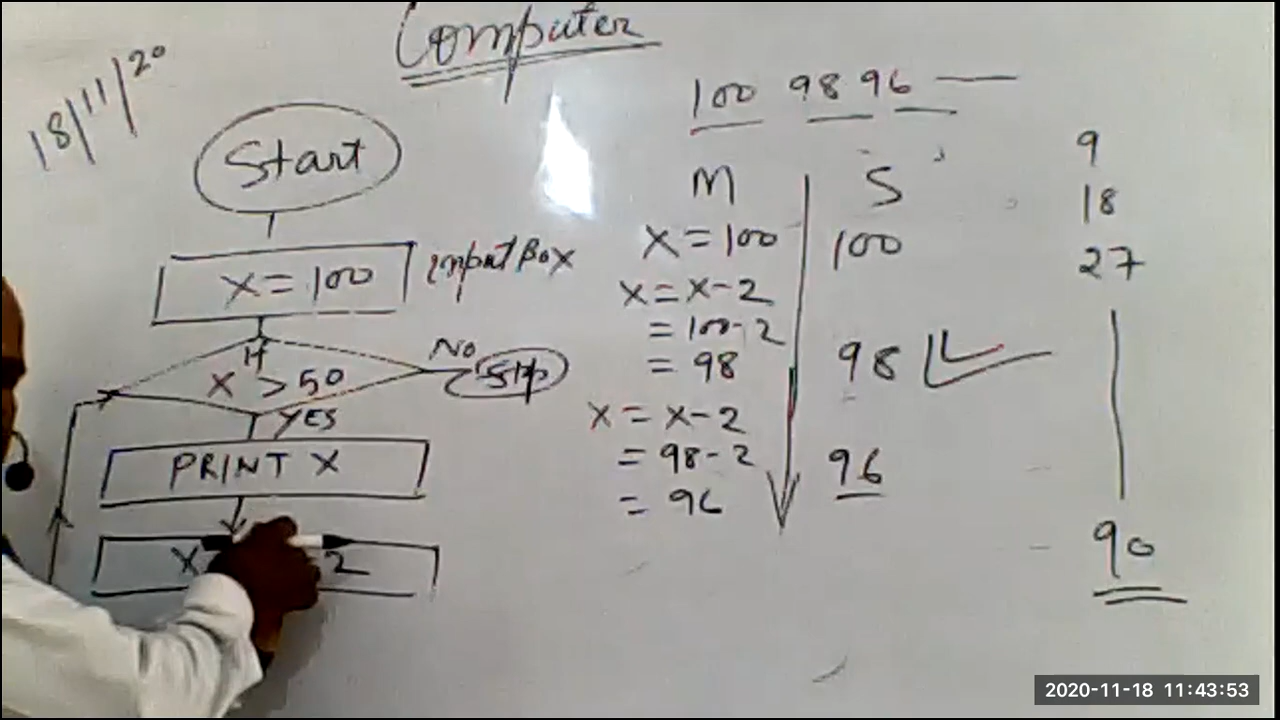 Computer
18/11/20
Start
X = 100
Input Box
If
X > 50
No
Stop
YES
PRINT X
X
2
100 98 96
M
S
X = 100
100
X = X - 2
= 100 - 2
= 98
98
X = X - 2
= 98 - 2
= 96
96
9
18
27
90
2020-11-18 11:43:53